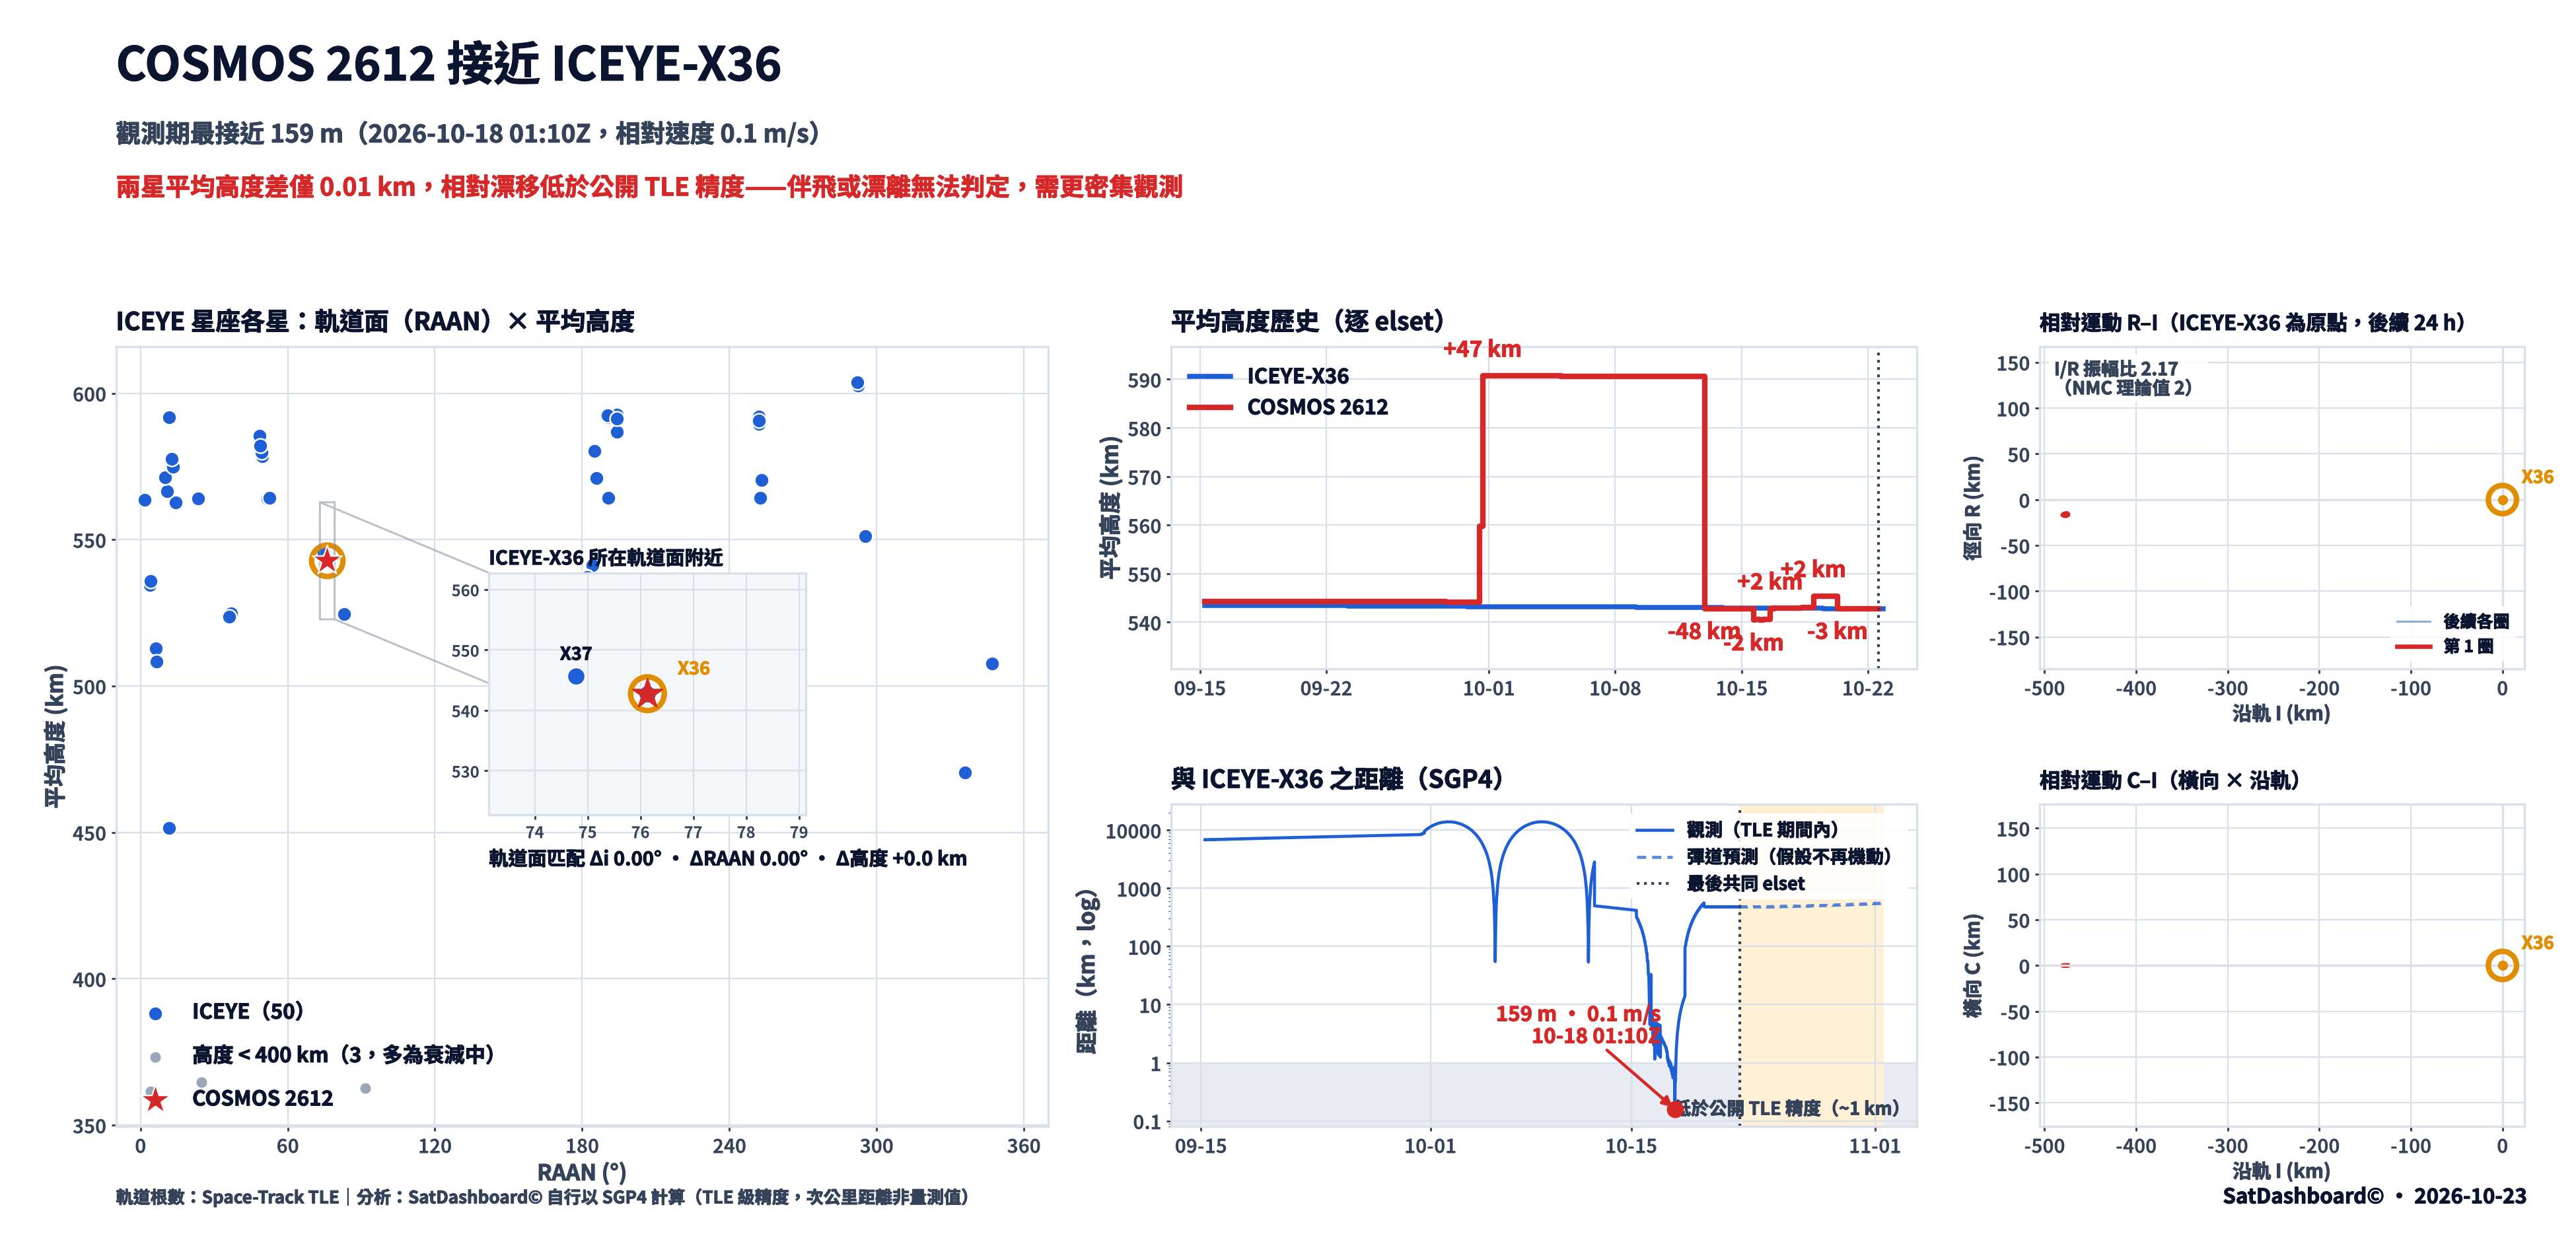 COSMOS 2612 接近 ICEYE-X36
觀測期最接近 159 m（2026-10-18 01:10Z，相對速度 0.1 m/s）
兩星平均高度差僅 0.01 km，相對漂移低於公開 TLE 精度——伴飛或漂離無法判定，需更密集觀測
ICEYE 星座各星：軌道面（RAAN）× 平均高度
平均高度 (km)
600
550
500
450
400
350
0
60
120
180
240
300
360
RAAN (°)
ICEYE-X36 所在軌道面附近
560
550
540
530
X37
X36
74
75
76
77
78
79
軌道面匹配 Δi 0.00° · ΔRAAN 0.00° · Δ高度 +0.0 km
ICEYE（50）
高度 < 400 km（3，多為衰減中）
COSMOS 2612
平均高度歷史（逐 elset）
平均高度 (km)
590
580
570
560
550
540
ICEYE-X36
COSMOS 2612
+47 km
-48 km
+2 km
-2 km
+2 km
-3 km
09-15
09-22
10-01
10-08
10-15
10-22
與 ICEYE-X36 之距離（SGP4）
距離（km，log）
10000
1000
100
10
1
0.1
觀測（TLE 期間內）
彈道預測（假設不再機動）
最後共同 elset
159 m · 0.1 m/s
10-18 01:10Z
低於公開 TLE 精度（~1 km）
09-15
10-01
10-15
11-01
相對運動 R–I（ICEYE-X36 為原點，後續 24 h）
徑向 R (km)
150
100
50
0
-50
-100
-150
I/R 振幅比 2.17
（NMC 理論值 2）
X36
後續各圈
第 1 圈
-500
-400
-300
-200
-100
0
沿軌 I (km)
相對運動 C–I（橫向 × 沿軌）
橫向 C (km)
150
100
50
0
-50
-100
-150
X36
-500
-400
-300
-200
-100
0
沿軌 I (km)
軌道根數：Space-Track TLE｜分析：SatDashboard© 自行以 SGP4 計算（TLE 級精度，次公里距離非量測值）
SatDashboard© · 2026-10-23